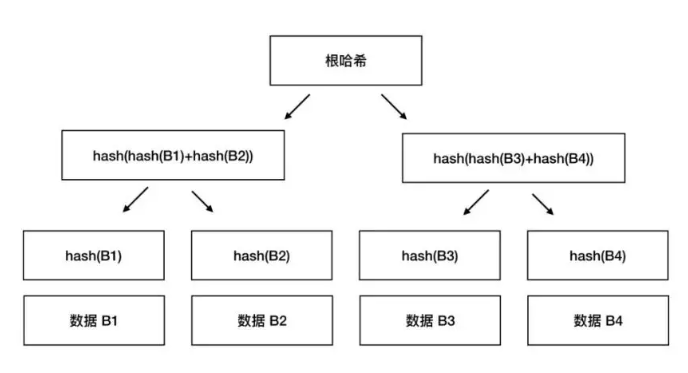 根哈希
hash(hash(B1)+hash(B2))
hash(hash(B3)+hash(B4))
hash(B1)
hash(B2)
hash(B3)
hash(B4)
数据 B1
数据 B2
数据 B3
数据 B4